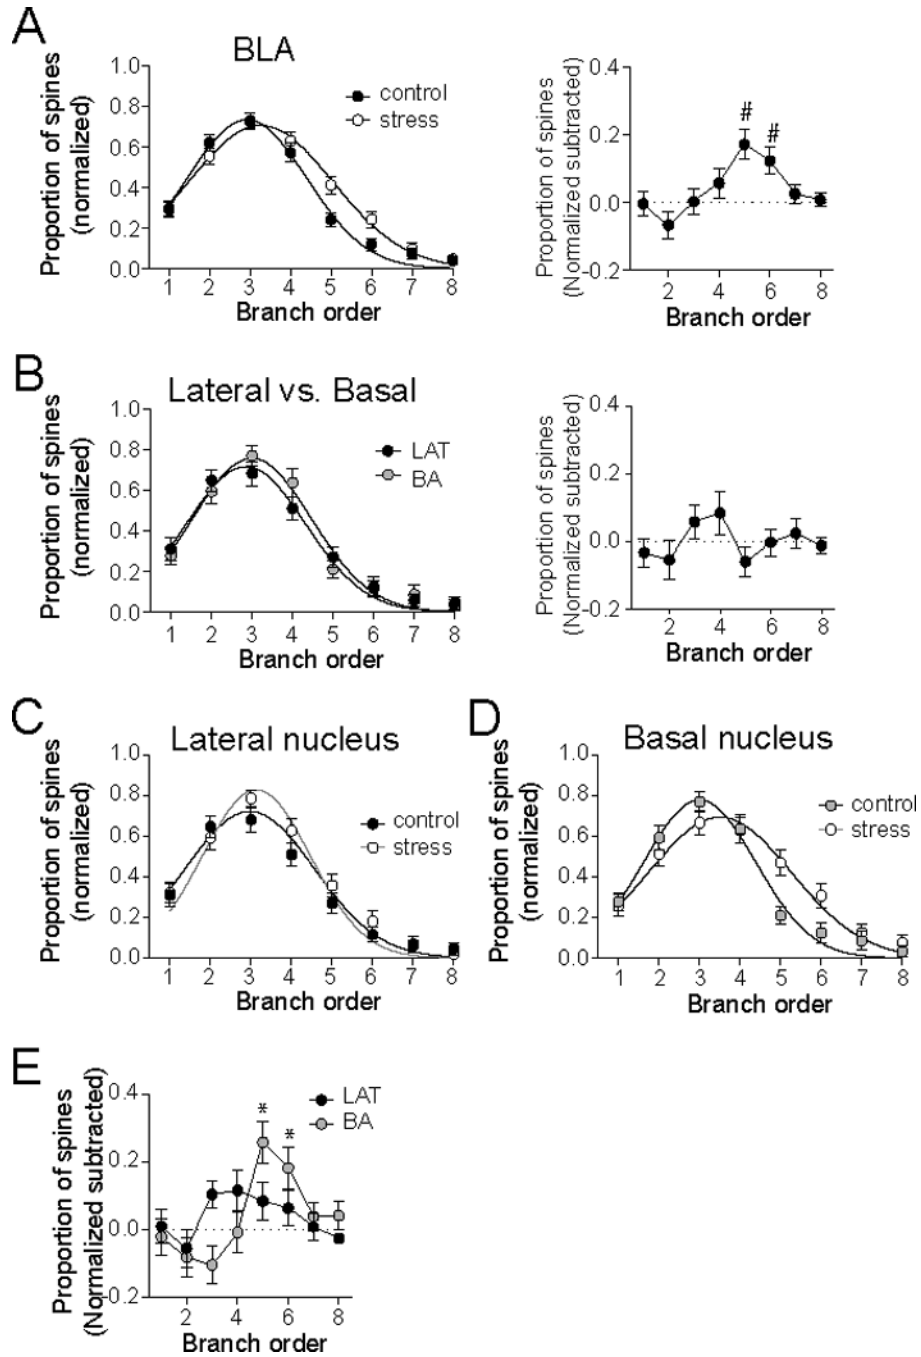 A
BLA
Proportion of spines
(normalized)
1.0
0.8
0.6
0.4
0.2
0.0
control
stress
1 2 3 4 5 6 7 8
Branch order
Proportion of spines
(Normalized subtracted)
0.4
0.2
0.0
-0.2
# #
2 4 6 8
Branch order
B
Lateral vs. Basal
Proportion of spines
(normalized)
1.0
0.8
0.6
0.4
0.2
0.0
LAT
BA
1 2 3 4 5 6 7 8
Branch order
Proportion of spines
(Normalized subtracted)
0.4
0.2
0.0
-0.2
2 4 6 8
Branch order
C
Lateral nucleus
Proportion of spines
(normalized)
1.0
0.8
0.6
0.4
0.2
0.0
control
stress
1 2 3 4 5 6 7 8
Branch order
D
Basal nucleus
Proportion of spines
(normalized)
1.0
0.8
0.6
0.4
0.2
0.0
control
stress
1 2 3 4 5 6 7 8
Branch order
E
Proportion of spines
(Normalized subtracted)
0.4
0.2
0.0
-0.2
LAT
BA
* *
2 4 6 8
Branch order